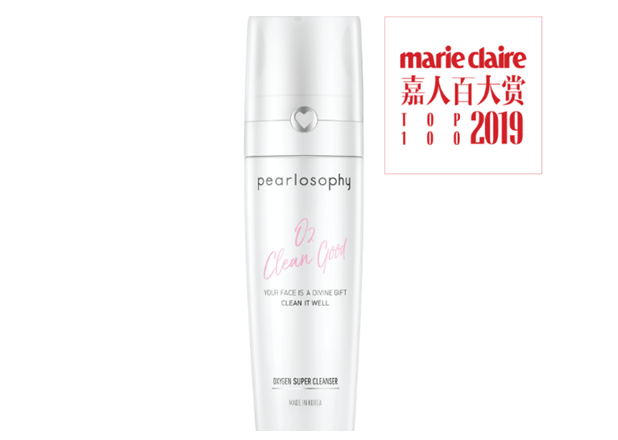 marie claire
嘉人百大赏
TOP
100 2019
pearlosophy
O2
Clean Good
YOUR FACE IS A DIVINE GIFT
CLEAN IT WELL
OXYGEN SUPER CLEANSER
MADE IN KOREA